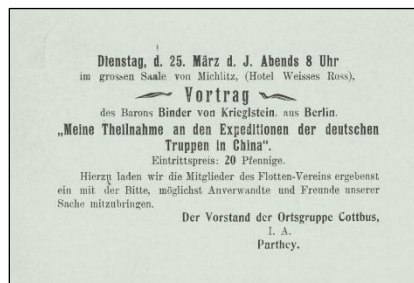 Dienstag, d. 25. März d. J. Abends 8 Uhr
im grossen Saale von Michlitz, (Hotel Weisses Ross),
Vortrag
des Barons Binder von Krieglstein. aus Berlin.
„Meine Theilnahme an den Expeditionen der deutschen
Truppen in China“.
Eintrittspreis: 20 Pfennige.
Hierzu laden wir die Mitglieder des Flotten-Vereins ergebenst
ein mit der Bitte, möglichst Anverwandte und Freunde unserer
Sache mitzubringen.
Der Vorstand der Ortsgruppe Cottbus,
I. A.
Parthey.